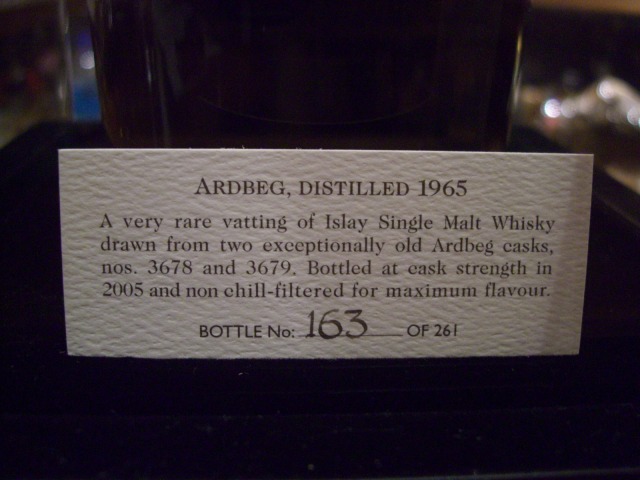 ARDBEG, DISTILLED 1965
A very rare vatting of Islay Single Malt Whisky
drawn from two exceptionally old Ardbeg casks,
nos. 3678 and 3679. Bottled at cask strength in
2005 and non chill-filtered for maximum flavour.
BOTTLE No: 163 OF 261